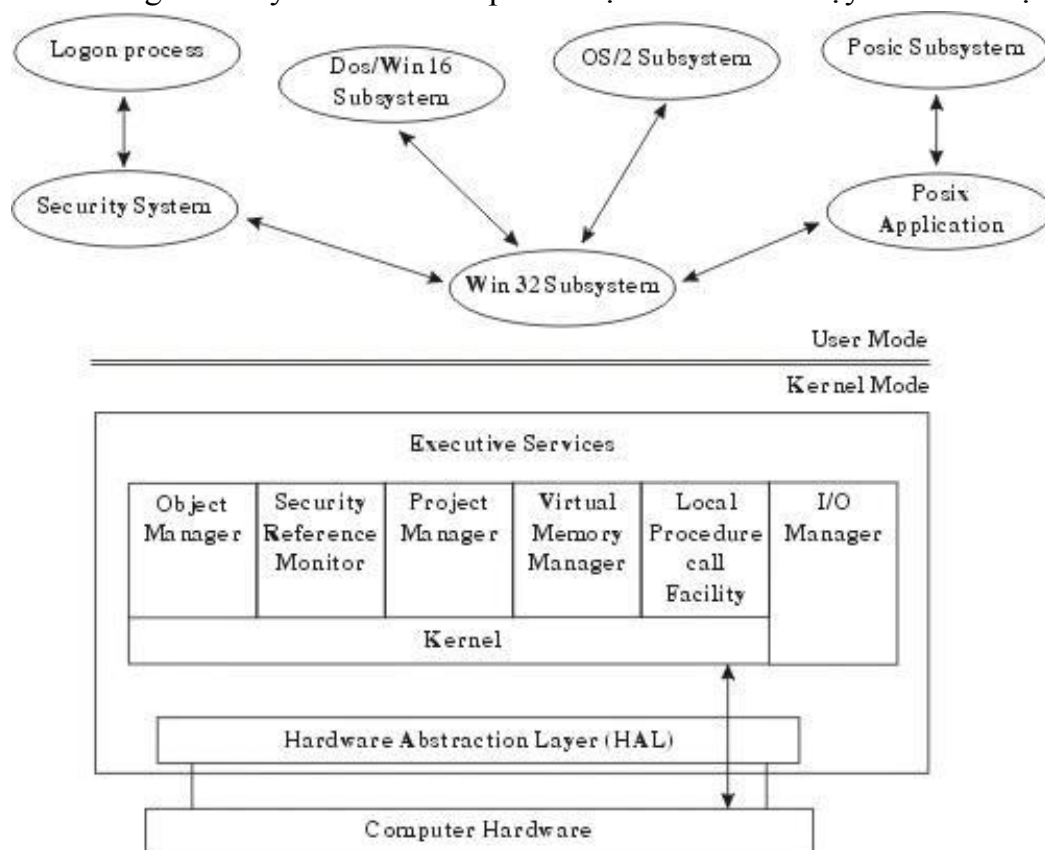 Logon process
Dos/Win 16
Subsystem
OS/2 Subsystem
Posic Subsystem
Security System
Posix
Application
Win 32 Subsystem
User Mode
Kernel Mode
Executive Services
Object
Manager
Security
Reference
Monitor
Project
Manager
Virtual
Memory
Manager
Local
Procedure
call
Facility
I/O
Manager
Kernel
Hardware Abstraction Layer (HAL)
Computer Hardware